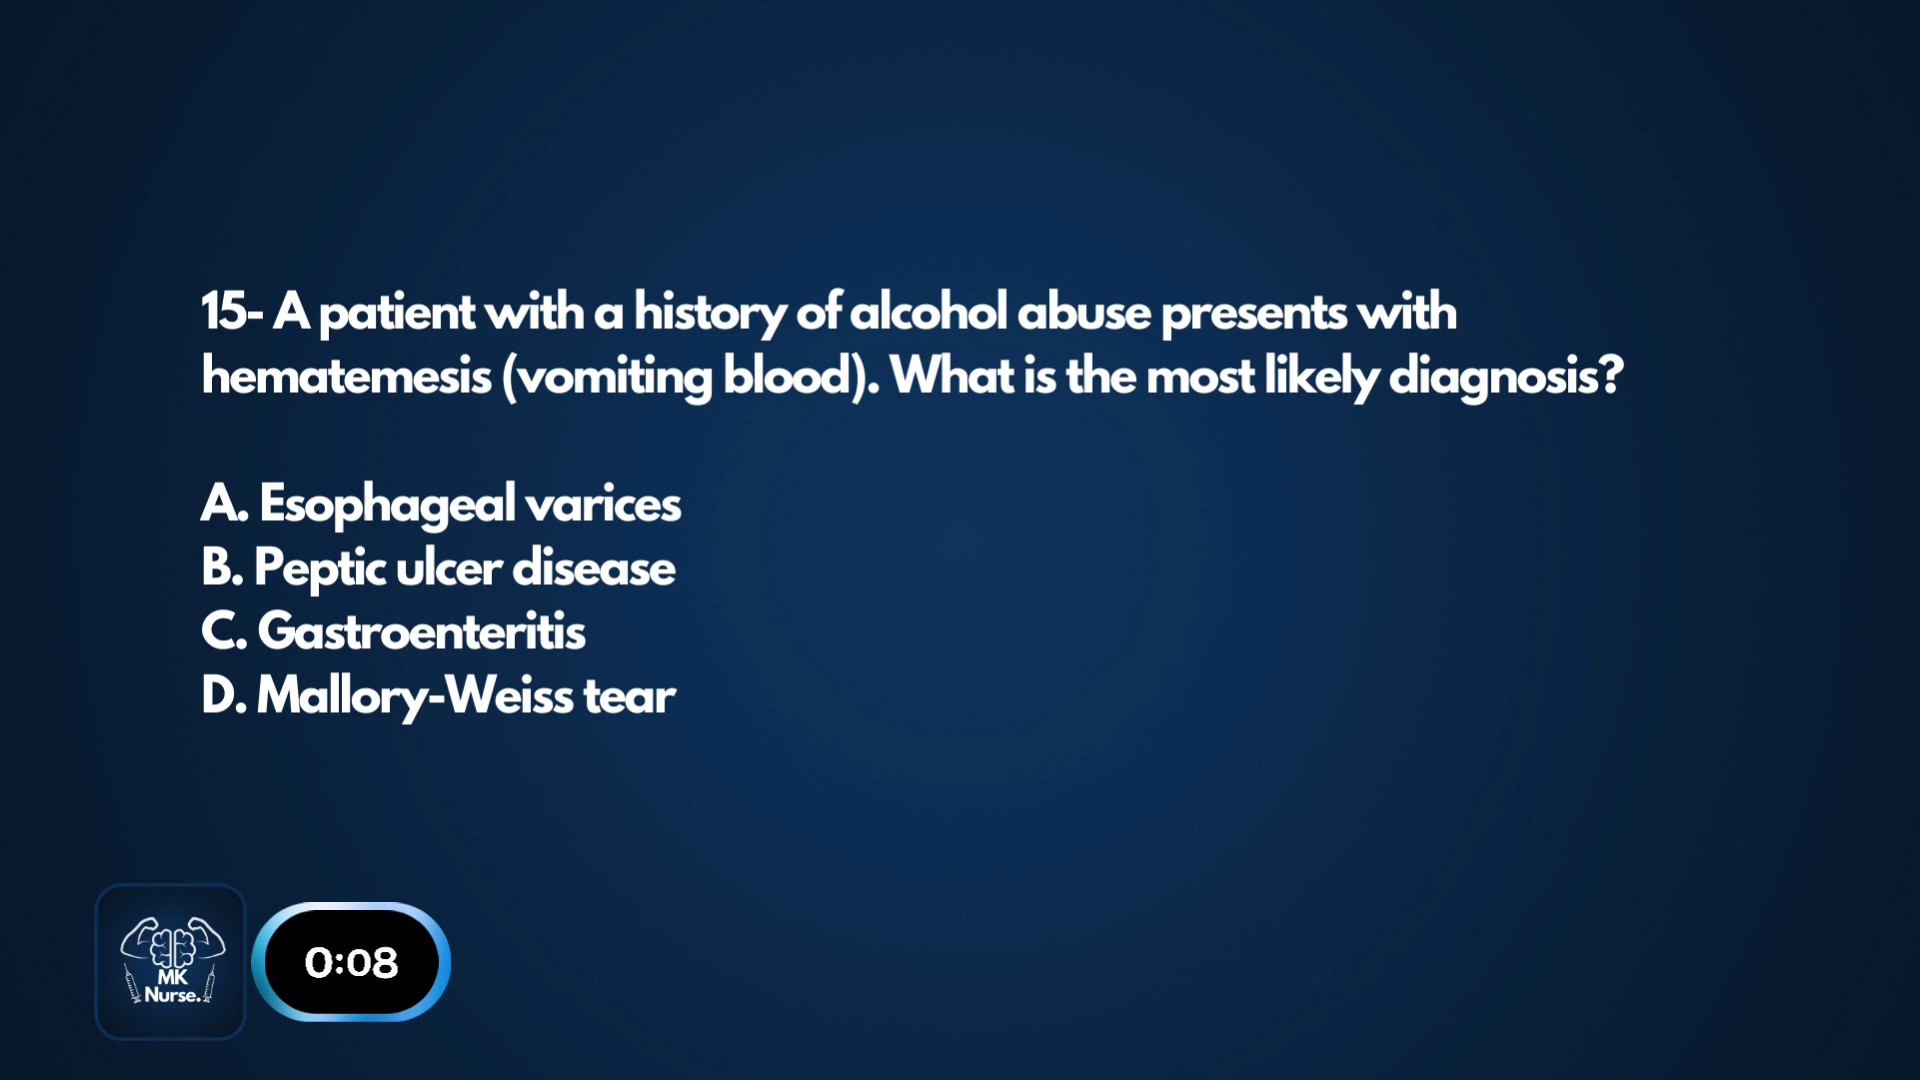 15- A patient with a history of alcohol abuse presents with
hematemesis (vomiting blood). What is the most likely diagnosis?
A. Esophageal varices
B. Peptic ulcer disease
C. Gastroenteritis
D. Mallory-Weiss tear
MK
Nurse.
0:08